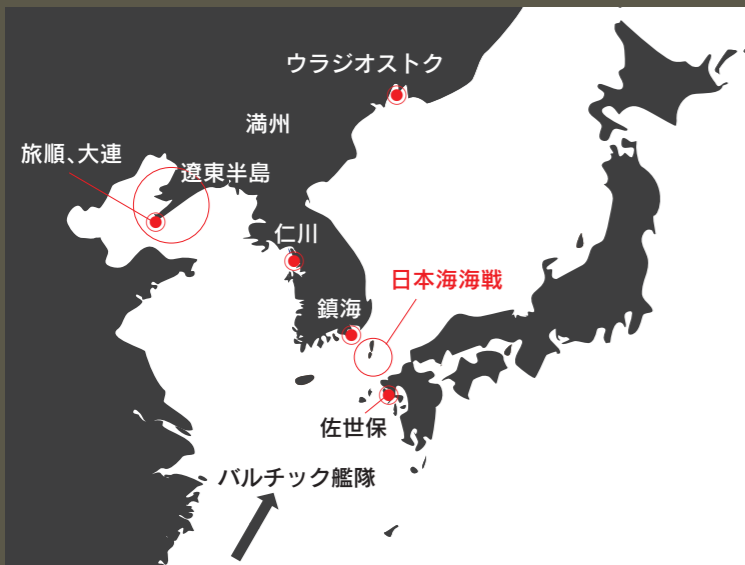 ウラジオストク
満州
旅順、大連
遼東半島
仁川
日本海海戦
鎮海
佐世保
バルチック艦隊